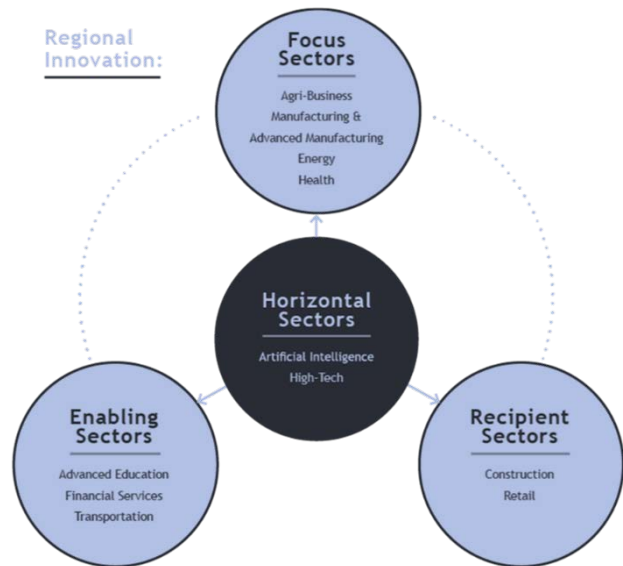 Regional
Innovation:
Focus
Sectors
Agri-Business
Manufacturing &
Advanced Manufacturing
Energy
Health
Horizontal
Sectors
Artificial Intelligence
High-Tech
Enabling
Sectors
Advanced Education
Financial Services
Transportation
Recipient
Sectors
Construction
Retail